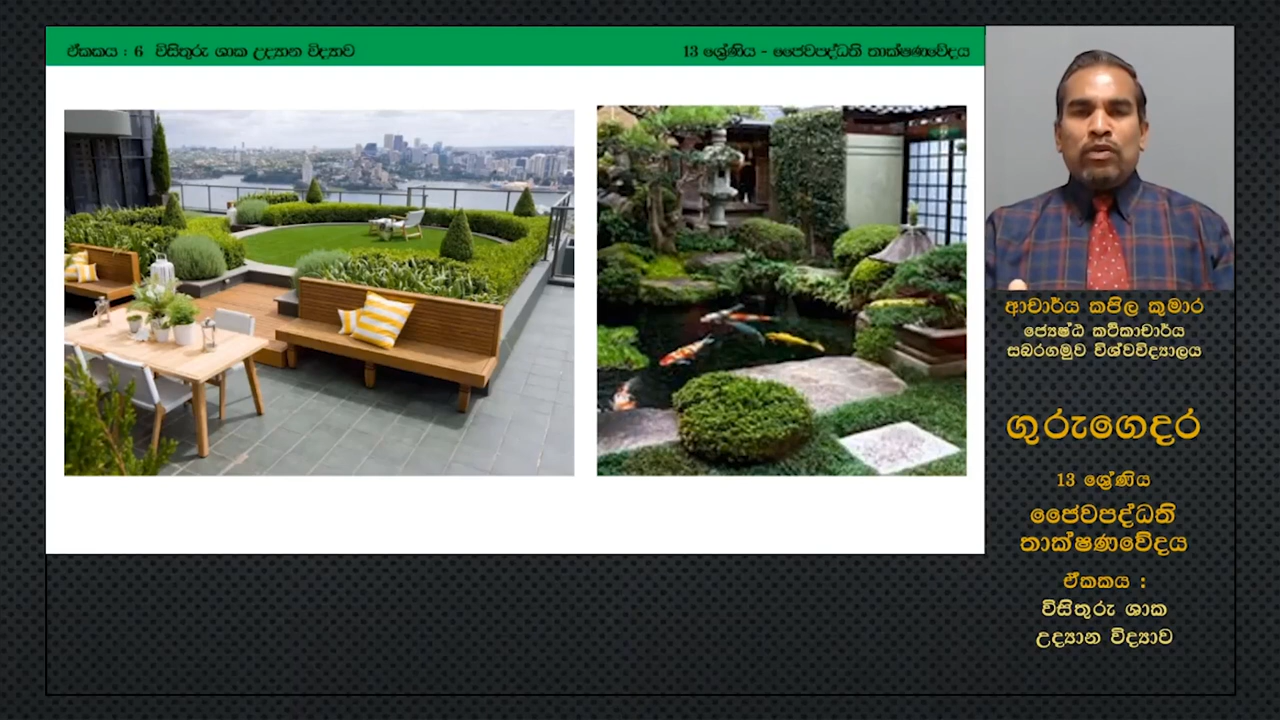 ඒකකය : 6 විසිතුරු ශාක උද්‍යාන විද්‍යාව
13 ශ්‍රේණිය - ජෛවපද්ධති තාක්ෂණවේදය
ආචාර්ය කපිල කුමාර
ජ්‍යෙෂ්ඨ කථිකාචාර්ය
සබරගමුව විශ්වවිද්‍යාලය
ගුරුගෙදර
13 ශ්‍රේණිය
ජෛවපද්ධති
තාක්ෂණවේදය
ඒකකය :
විසිතුරු ශාක
උද්‍යාන විද්‍යාව